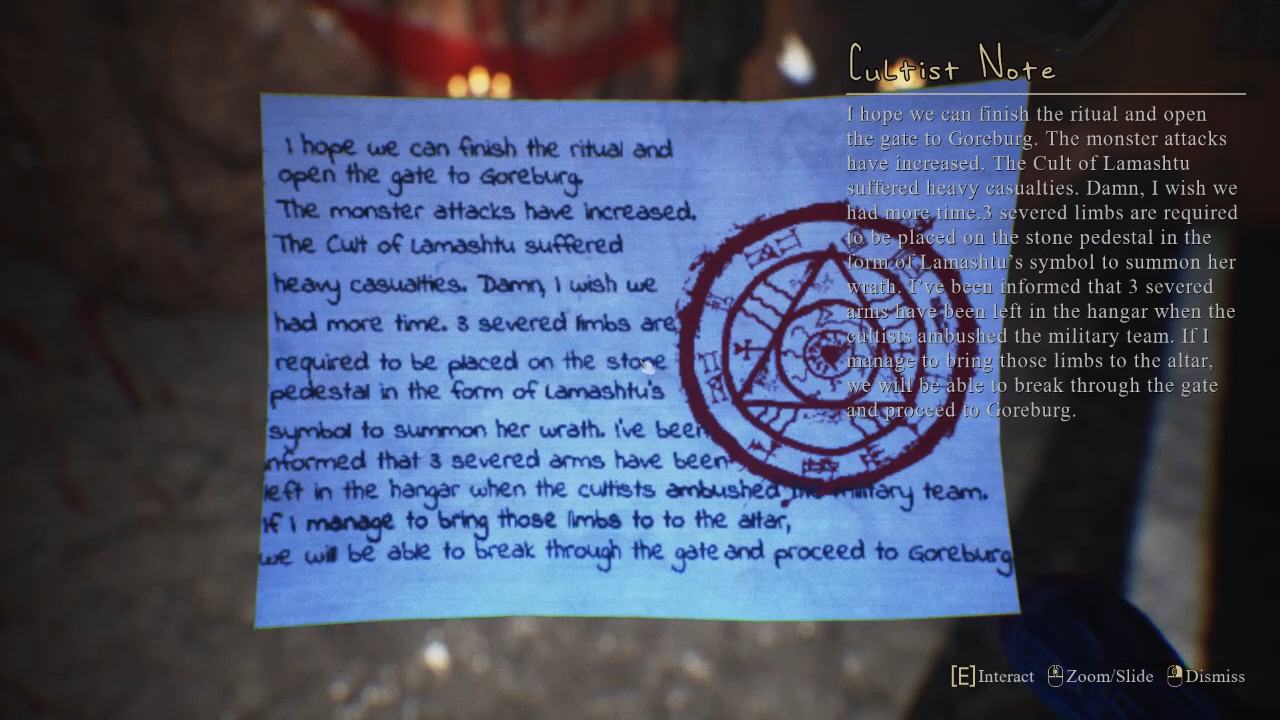 Cultist Note
I hope we can finish the ritual and
open the gate to Goreburg.
The monster attacks have increased.
The Cult of Lamashtu suffered
heavy casualties. Damn, I wish we
had more time. 3 severed limbs are
required to be placed on the stone
pedestal in the form of Lamashtu's
symbol to summon her wrath. I've been
informed that 3 severed arms have been
left in the hangar when the cultists ambushed the military team.
If I manage to bring those limbs to to the altar,
we will be able to break through the gate and proceed to Goreburg
I hope we can finish the ritual and open
the gate to Goreburg. The monster attacks
have increased. The Cult of Lamashtu
suffered heavy casualties. Damn, I wish we
had more time.3 severed limbs are required
to be placed on the stone pedestal in the
form of Lamashtu's symbol to summon her
wrath. I've been informed that 3 severed
arms have been left in the hangar when the
cultists ambushed the military team. If I
manage to bring those limbs to the altar,
we will be able to break through the gate
and proceed to Goreburg.
[E]Interact Zoom/Slide Dismiss